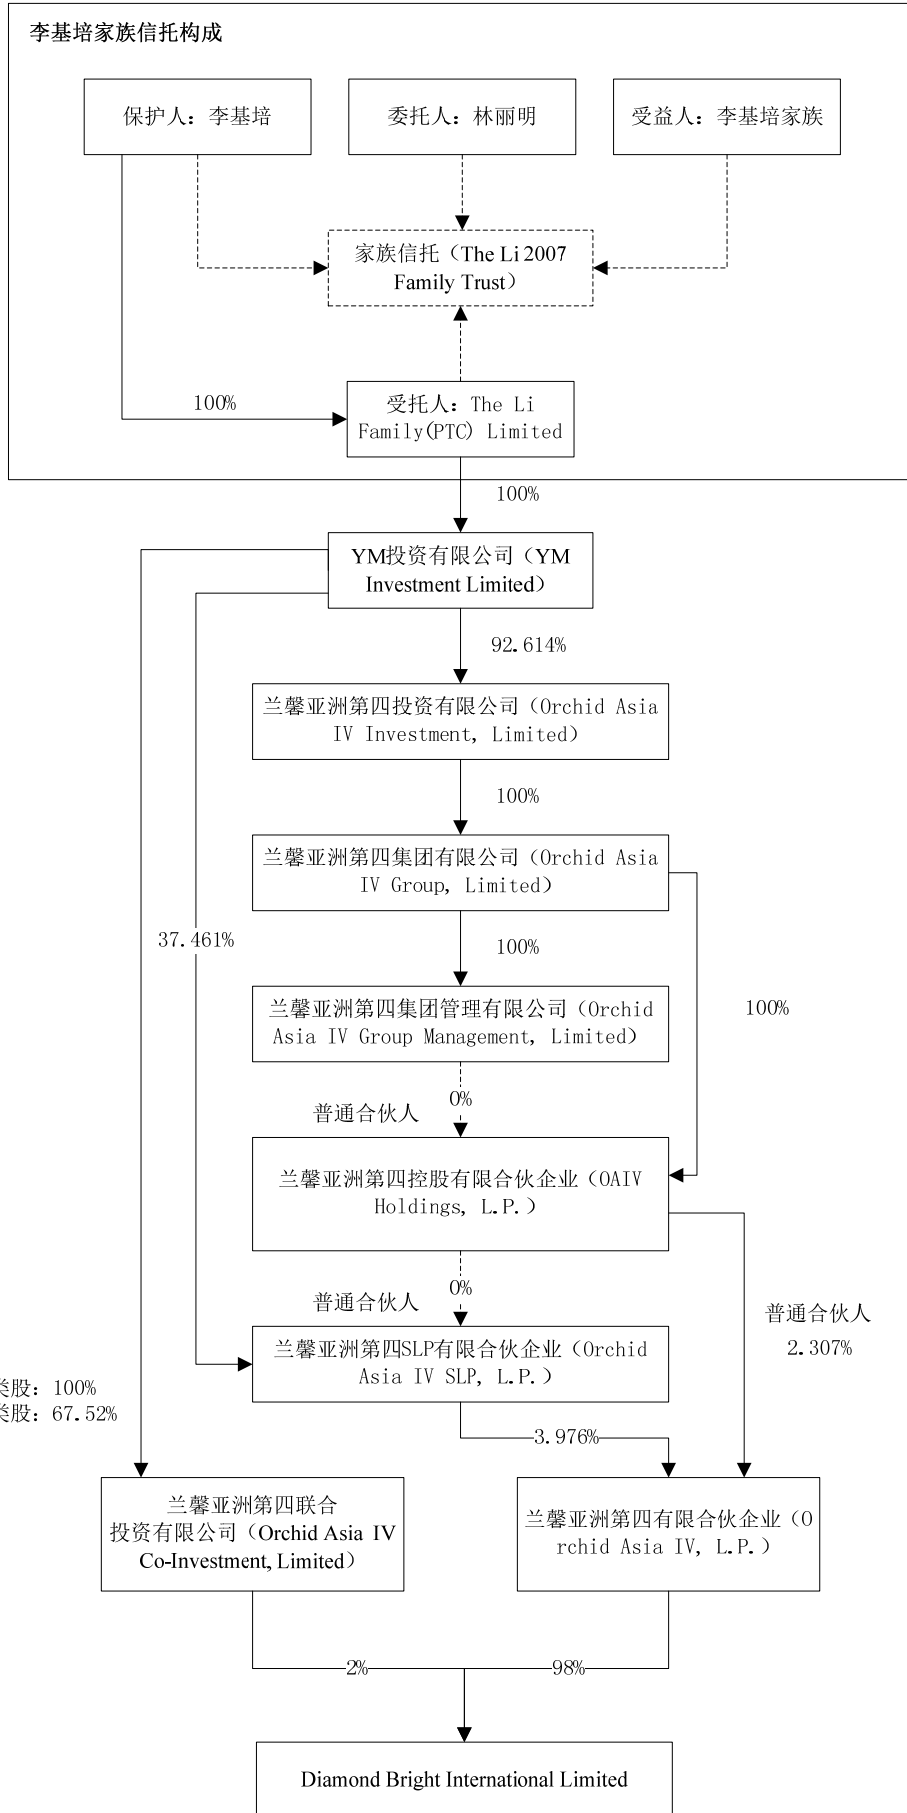 李基培家族信托构成
保护人：李基培
委托人：林丽明
受益人：李基培家族
家族信托（The Li 2007
Family Trust）
100%
受托人：The Li
Family(PTC) Limited
100%
YM投资有限公司（YM
Investment Limited）
92.614%
兰馨亚洲第四投资有限公司（Orchid Asia
IV Investment, Limited）
100%
兰馨亚洲第四集团有限公司（Orchid Asia
IV Group, Limited）
37.461%
100%
兰馨亚洲第四集团管理有限公司（Orchid
Asia IV Group Management, Limited）
100%
0%
普通合伙人
兰馨亚洲第四控股有限合伙企业（OAIV
Holdings, L.P.）
0%
普通合伙人
普通合伙人
2.307%
兰馨亚洲第四SLP有限合伙企业（Orchid
Asia IV SLP, L.P.）
类股：100%
类股：67.52%
3.976%
兰馨亚洲第四联合
投资有限公司（Orchid Asia IV
Co-Investment, Limited）
兰馨亚洲第四有限合伙企业（O
rchid Asia IV, L.P.）
2%
98%
Diamond Bright International Limited